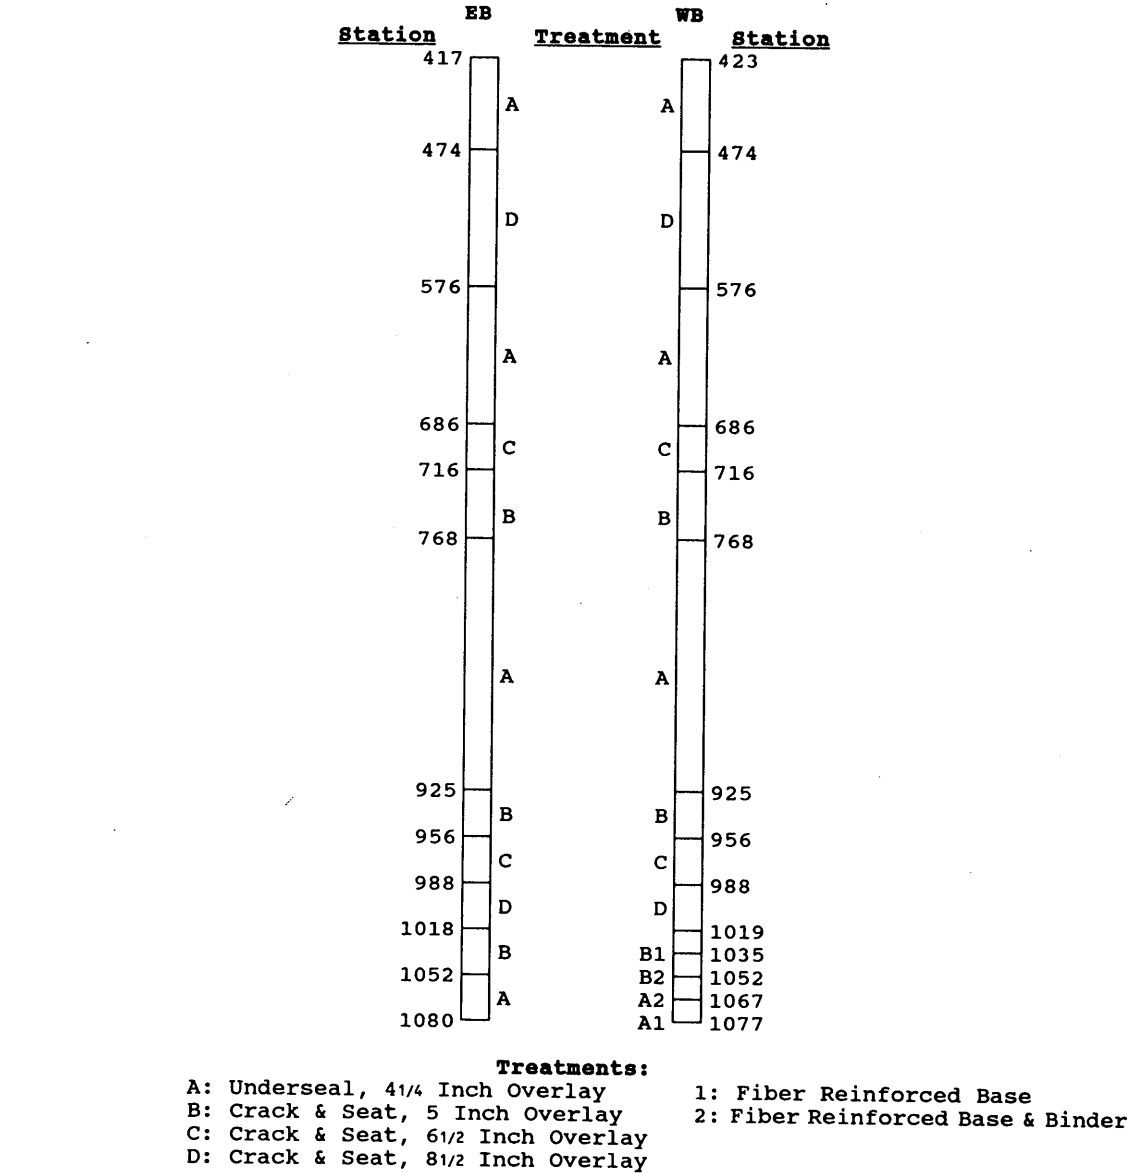 EB WB
Station Treatment Station
417 423
A A
474 474
D D
576 576
A A
686 686
C C
716 716
B B
768 768
A A
925 925
B B
956 956
C C
988 988
D D
1018 1019
B B1 1035
1052 B2 1052
A A2 1067
1080 A1 1077
Treatments:
A: Underseal, 41/4 Inch Overlay
B: Crack & Seat, 5 Inch Overlay
C: Crack & Seat, 61/2 Inch Overlay
D: Crack & Seat, 81/2 Inch Overlay
1: Fiber Reinforced Base
2: Fiber Reinforced Base & Binder